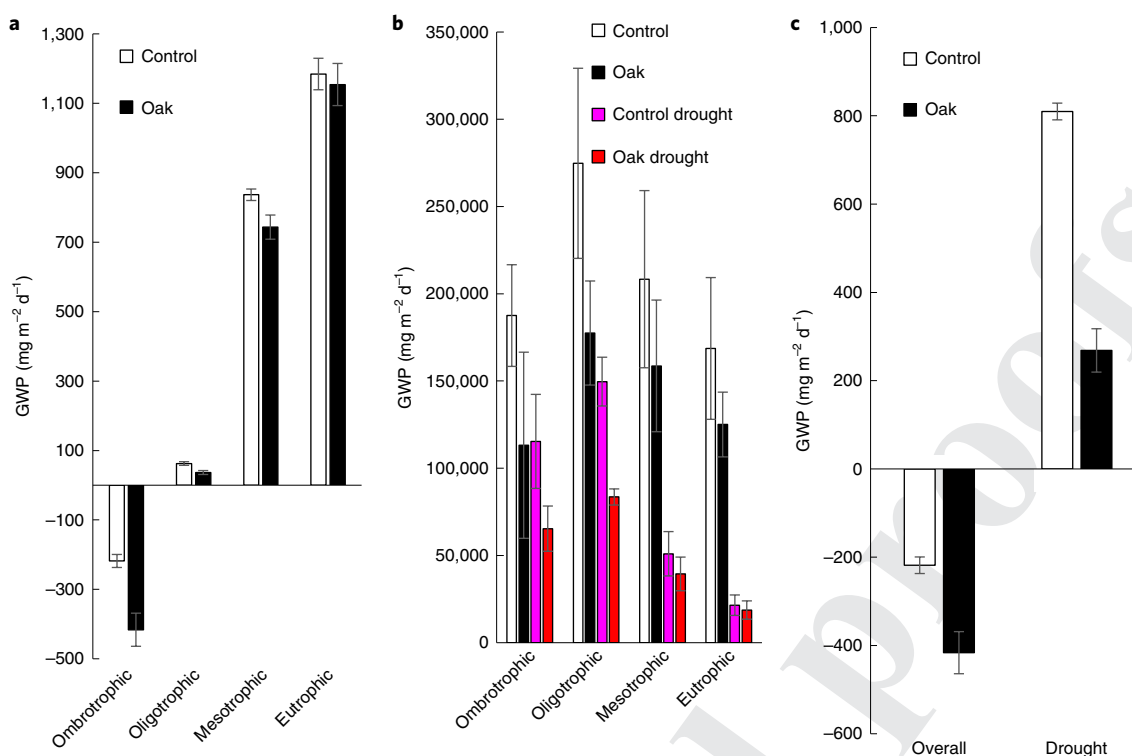 a
1,300
1,100
900
700
500
300
100
–100
–300
–500
GWP (mg m⁻² d⁻¹)
Control
Oak
Ombrotrophic
Oligotrophic
Mesotrophic
Eutrophic
b
350,000
300,000
250,000
200,000
150,000
100,000
50,000
0
GWP (mg m⁻² d⁻¹)
Control
Oak
Control drought
Oak drought
Ombrotrophic
Oligotrophic
Mesotrophic
Eutrophic
c
1,000
800
600
400
200
0
–200
–400
–600
GWP (mg m⁻² d⁻¹)
Control
Oak
Overall
Drought
d proofs